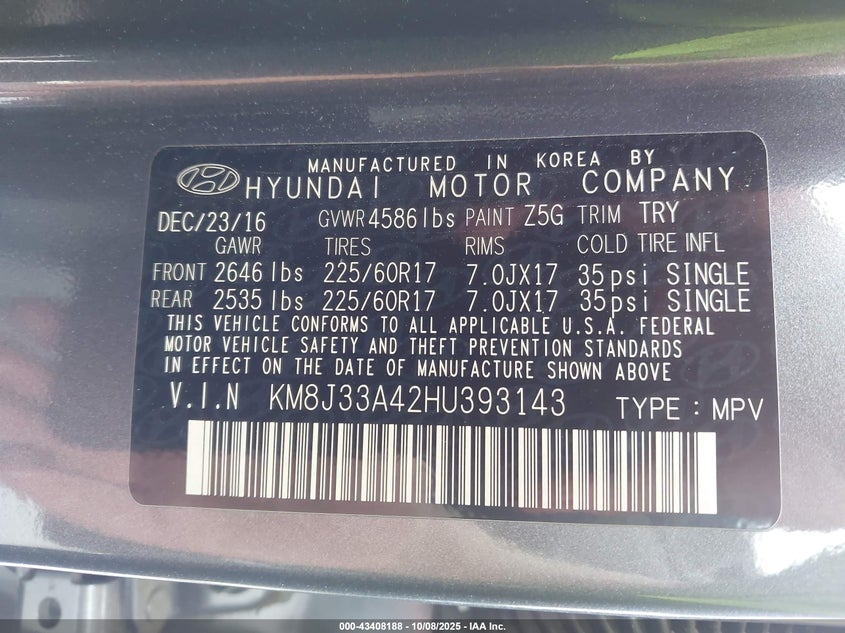 MANUFACTURED IN KOREA BY
HYUNDAI MOTOR COMPANY
DEC/23/16 GVWR 4586 lbs PAINT Z5G TRIM TRY
GAWR TIRES RIMS COLD TIRE INFL
FRONT 2646 lbs 225/60R17 7.0JX17 35psi SINGLE
REAR 2535 lbs 225/60R17 7.0JX17 35psi SINGLE
THIS VEHICLE CONFORMS TO ALL APPLICABLE U.S.A. FEDERAL
MOTOR VEHICLE SAFETY AND THEFT PREVENTION STANDARDS
IN EFFECT ON THE DATE OF MANUFACTURE SHOWN ABOVE
V.I.N KM8J33A42HU393143 TYPE : MPV
000-43408188 - 10/08/2025 - IAA Inc.